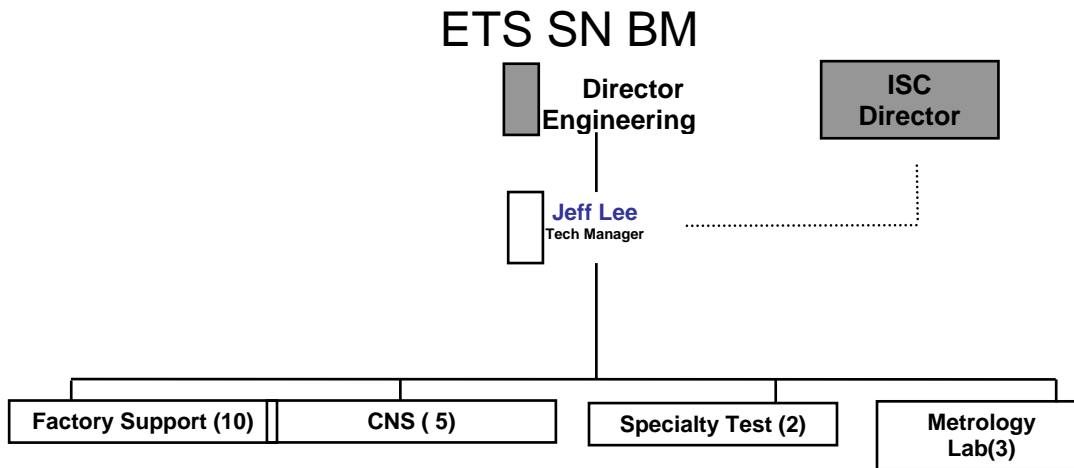 ETS SN BM
Director
Engineering
ISC
Director
Jeff Lee
Tech Manager
Factory Support (10)
CNS ( 5)
Specialty Test (2)
Metrology
Lab(3)